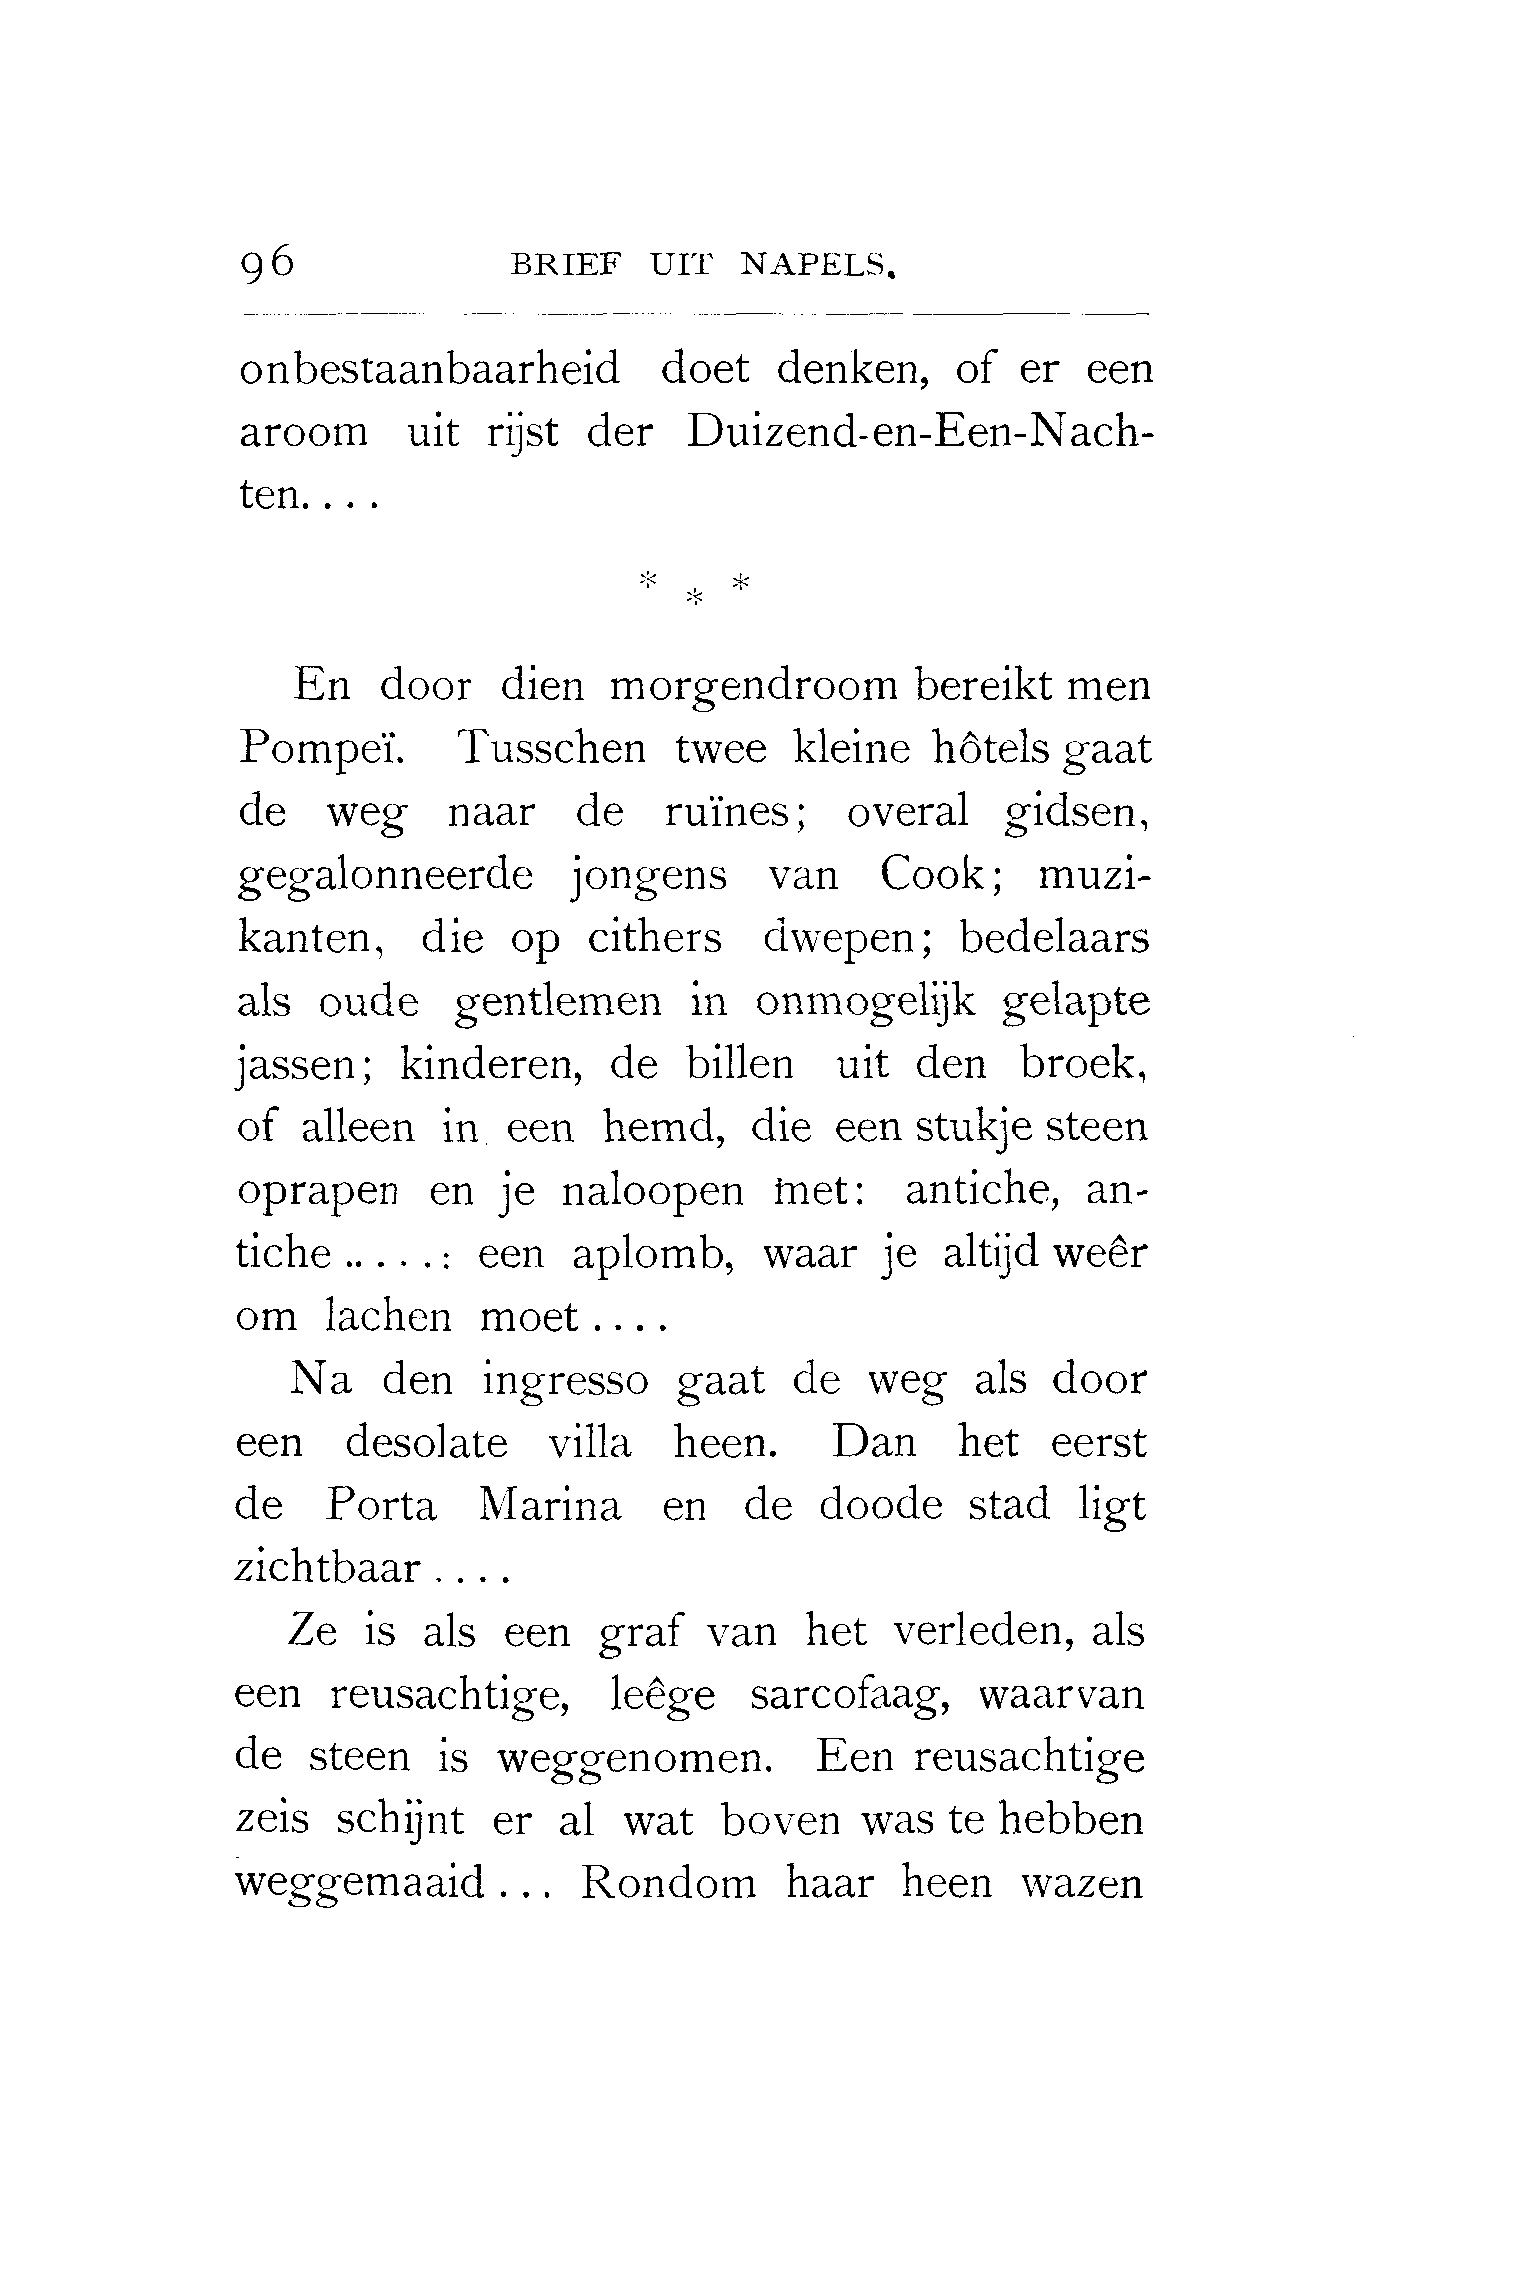 96 BRIEF UIT NAPELS.
onbestaanbaarheid doet denken, of er een
aroom uit rijst der Duizend-en-Een-Nach-
ten....
* * *
En door dien morgendroom bereikt men
Pompeï. Tusschen twee kleine hôtels gaat
de weg naar de ruïnes; overal gidsen,
gegalonneerde jongens van Cook; muzi-
kanten, die op cithers dwepen; bedelaars
als oude gentlemen in onmogelijk gelapte
jassen; kinderen, de billen uit den broek,
of alleen in een hemd, die een stukje steen
oprapen en je naloopen met: antiche, an-
tiche .....: een aplomb, waar je altijd weêr
om lachen moet....
Na den ingresso gaat de weg als door
een desolate villa heen. Dan het eerst
de Porta Marina en de doode stad ligt
zichtbaar....
Ze is als een graf van het verleden, als
een reusachtige, leêge sarcofaag, waarvan
de steen is weggenomen. Een reusachtige
zeis schijnt er al wat boven was te hebben
weggemaaid... Rondom haar heen wazen